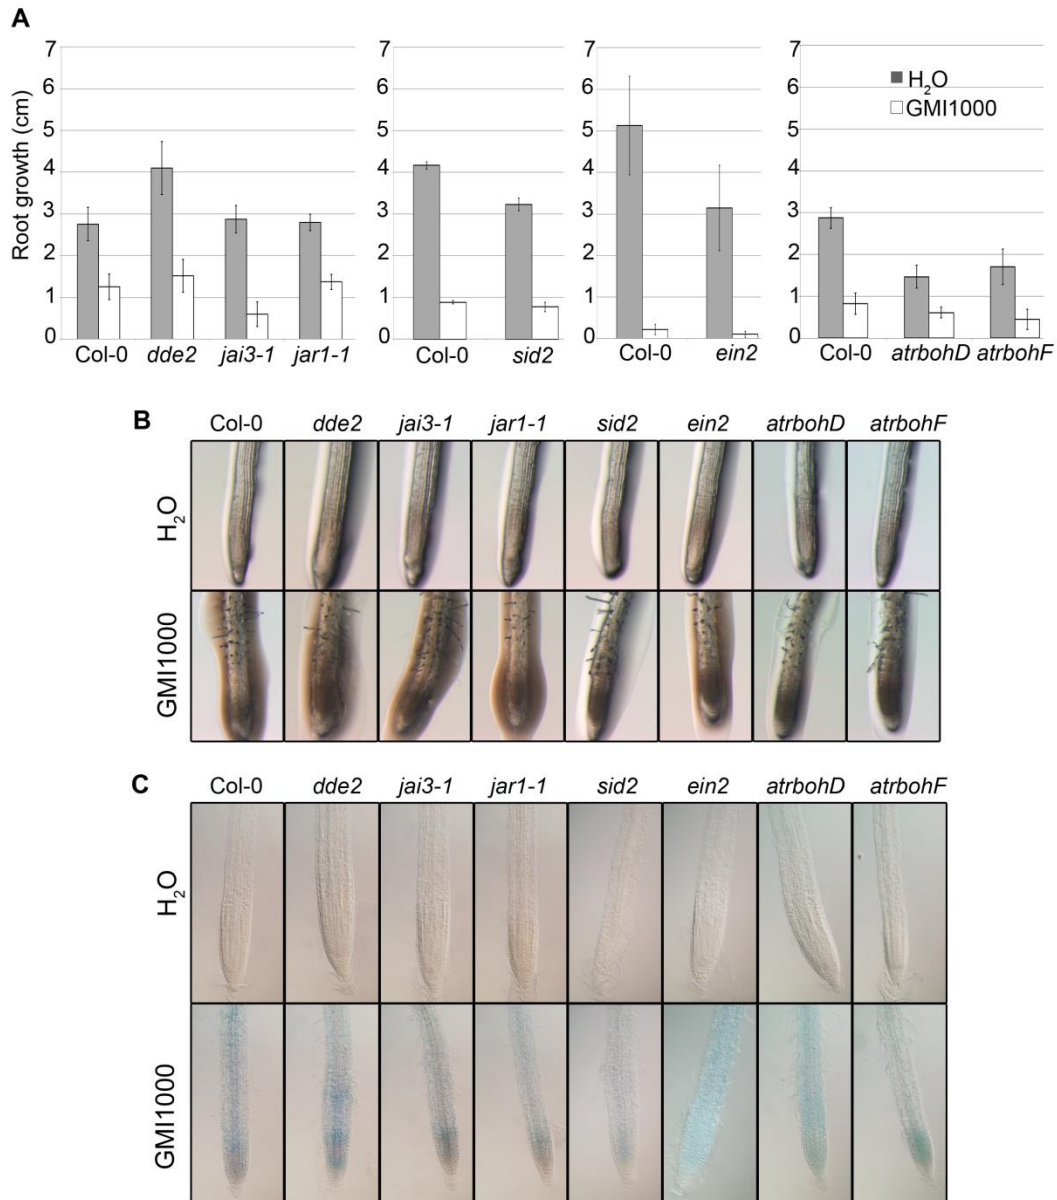 A
Root growth (cm)
7 7 7 7
6 6 6 6
5 5 5 5
4 4 4 4
3 3 3 3
2 2 2 2
1 1 1 1
0 0 0 0
H2O
GMI1000
Col-0 dde2 jai3-1 jar1-1 Col-0 sid2 Col-0 ein2 Col-0 atrbohD atrbohF
B
Col-0 dde2 jai3-1 jar1-1 sid2 ein2 atrbohD atrbohF
H2O
GMI1000
C
Col-0 dde2 jai3-1 jar1-1 sid2 ein2 atrbohD atrbohF
H2O
GMI1000